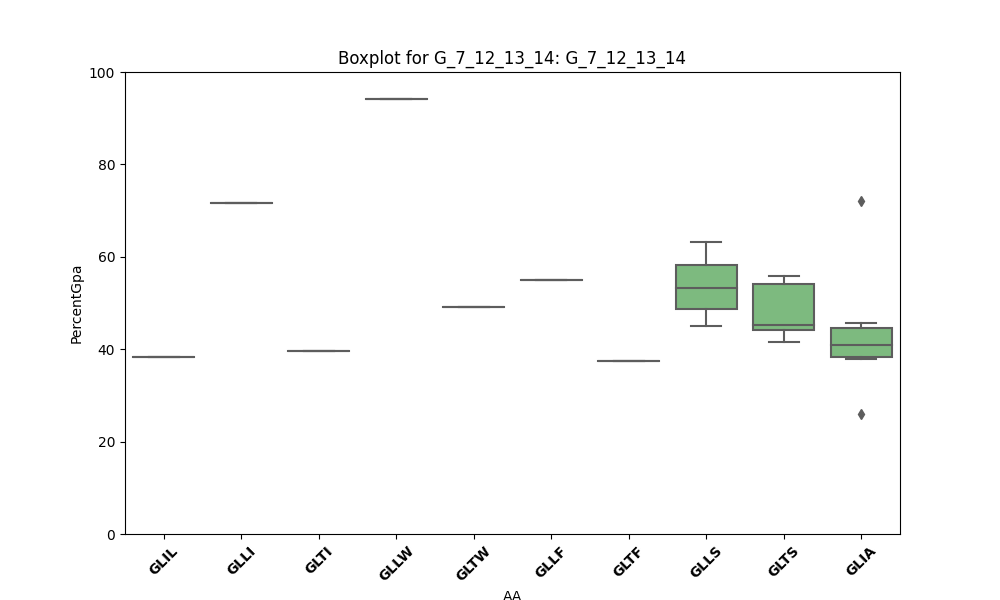 Boxplot for G_7_12_13_14: G_7_12_13_14
100
80
60
40
20
0
PercentGpa
GLIL
GLLI
GLTI
GLLW
GLTW
GLLF
GLTF
GLLS
GLTS
GLIA
AA